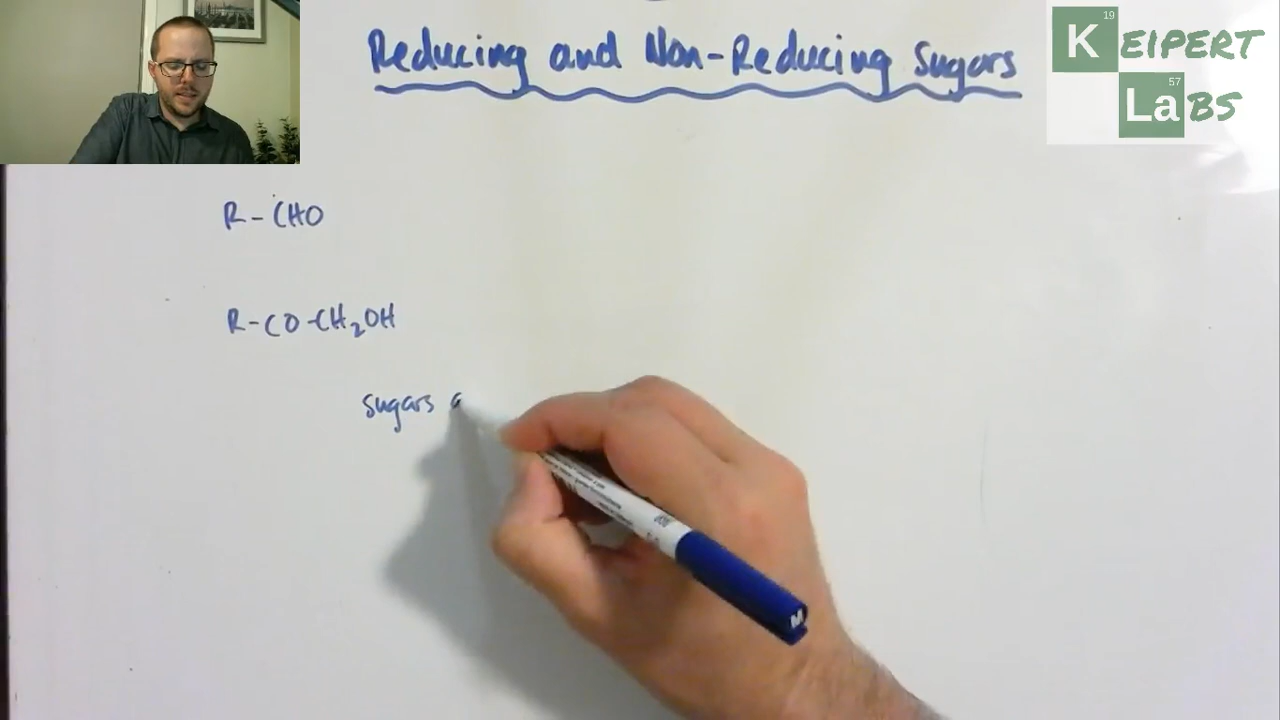 Reducing and Non-Reducing Sugars
19
57
KEIPERT
LaBS
R-CHO
R-CO-CH₂OH
sugars a